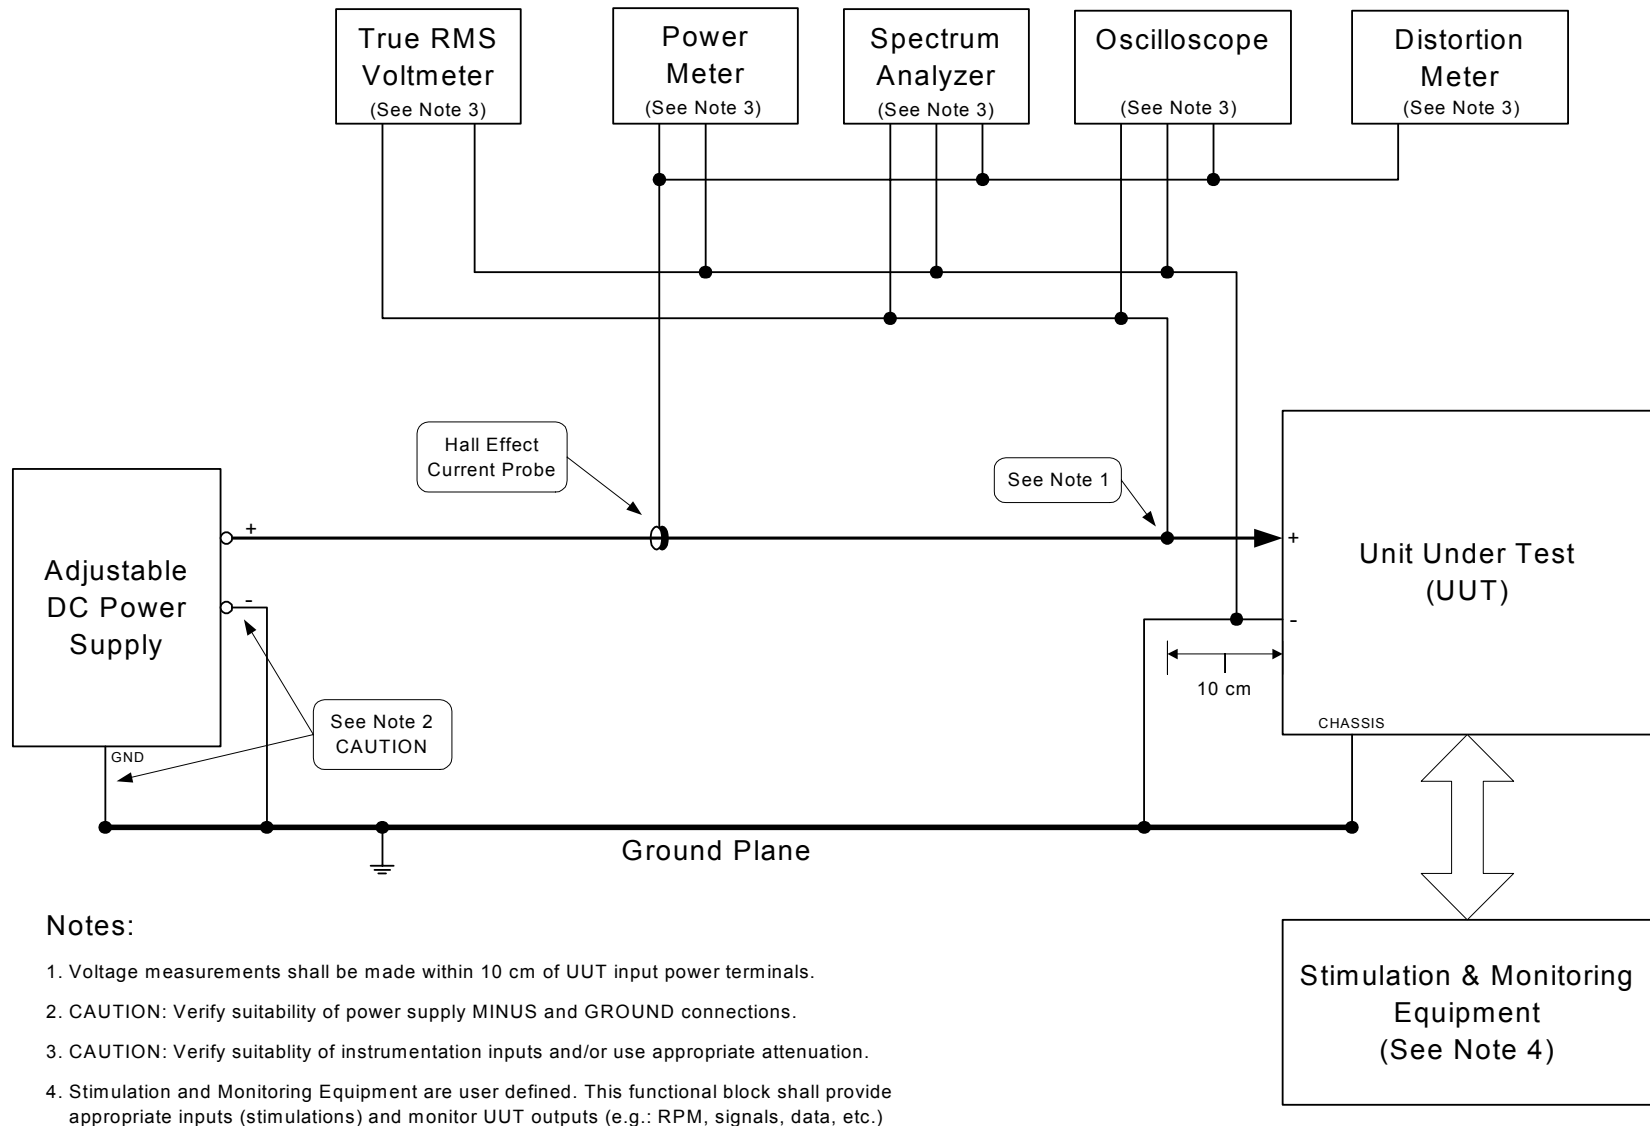 True RMS
Voltmeter
(See Note 3)
Power
Meter
(See Note 3)
Spectrum
Analyzer
(See Note 3)
Oscilloscope
(See Note 3)
Distortion
Meter
(See Note 3)
Hall Effect
Current Probe
See Note 1
Adjustable
DC Power
Supply
+
-
GND
See Note 2
CAUTION
+
-
Unit Under Test
(UUT)
10 cm
CHASSIS
Ground Plane
Stimulation & Monitoring
Equipment
(See Note 4)
Notes:
1. Voltage measurements shall be made within 10 cm of UUT input power terminals.
2. CAUTION: Verify suitability of power supply MINUS and GROUND connections.
3. CAUTION: Verify suitablity of instrumentation inputs and/or use appropriate attenuation.
4. Stimulation and Monitoring Equipment are user defined. This functional block shall provide
appropriate inputs (stimulations) and monitor UUT outputs (e.g.: RPM, signals, data, etc.)